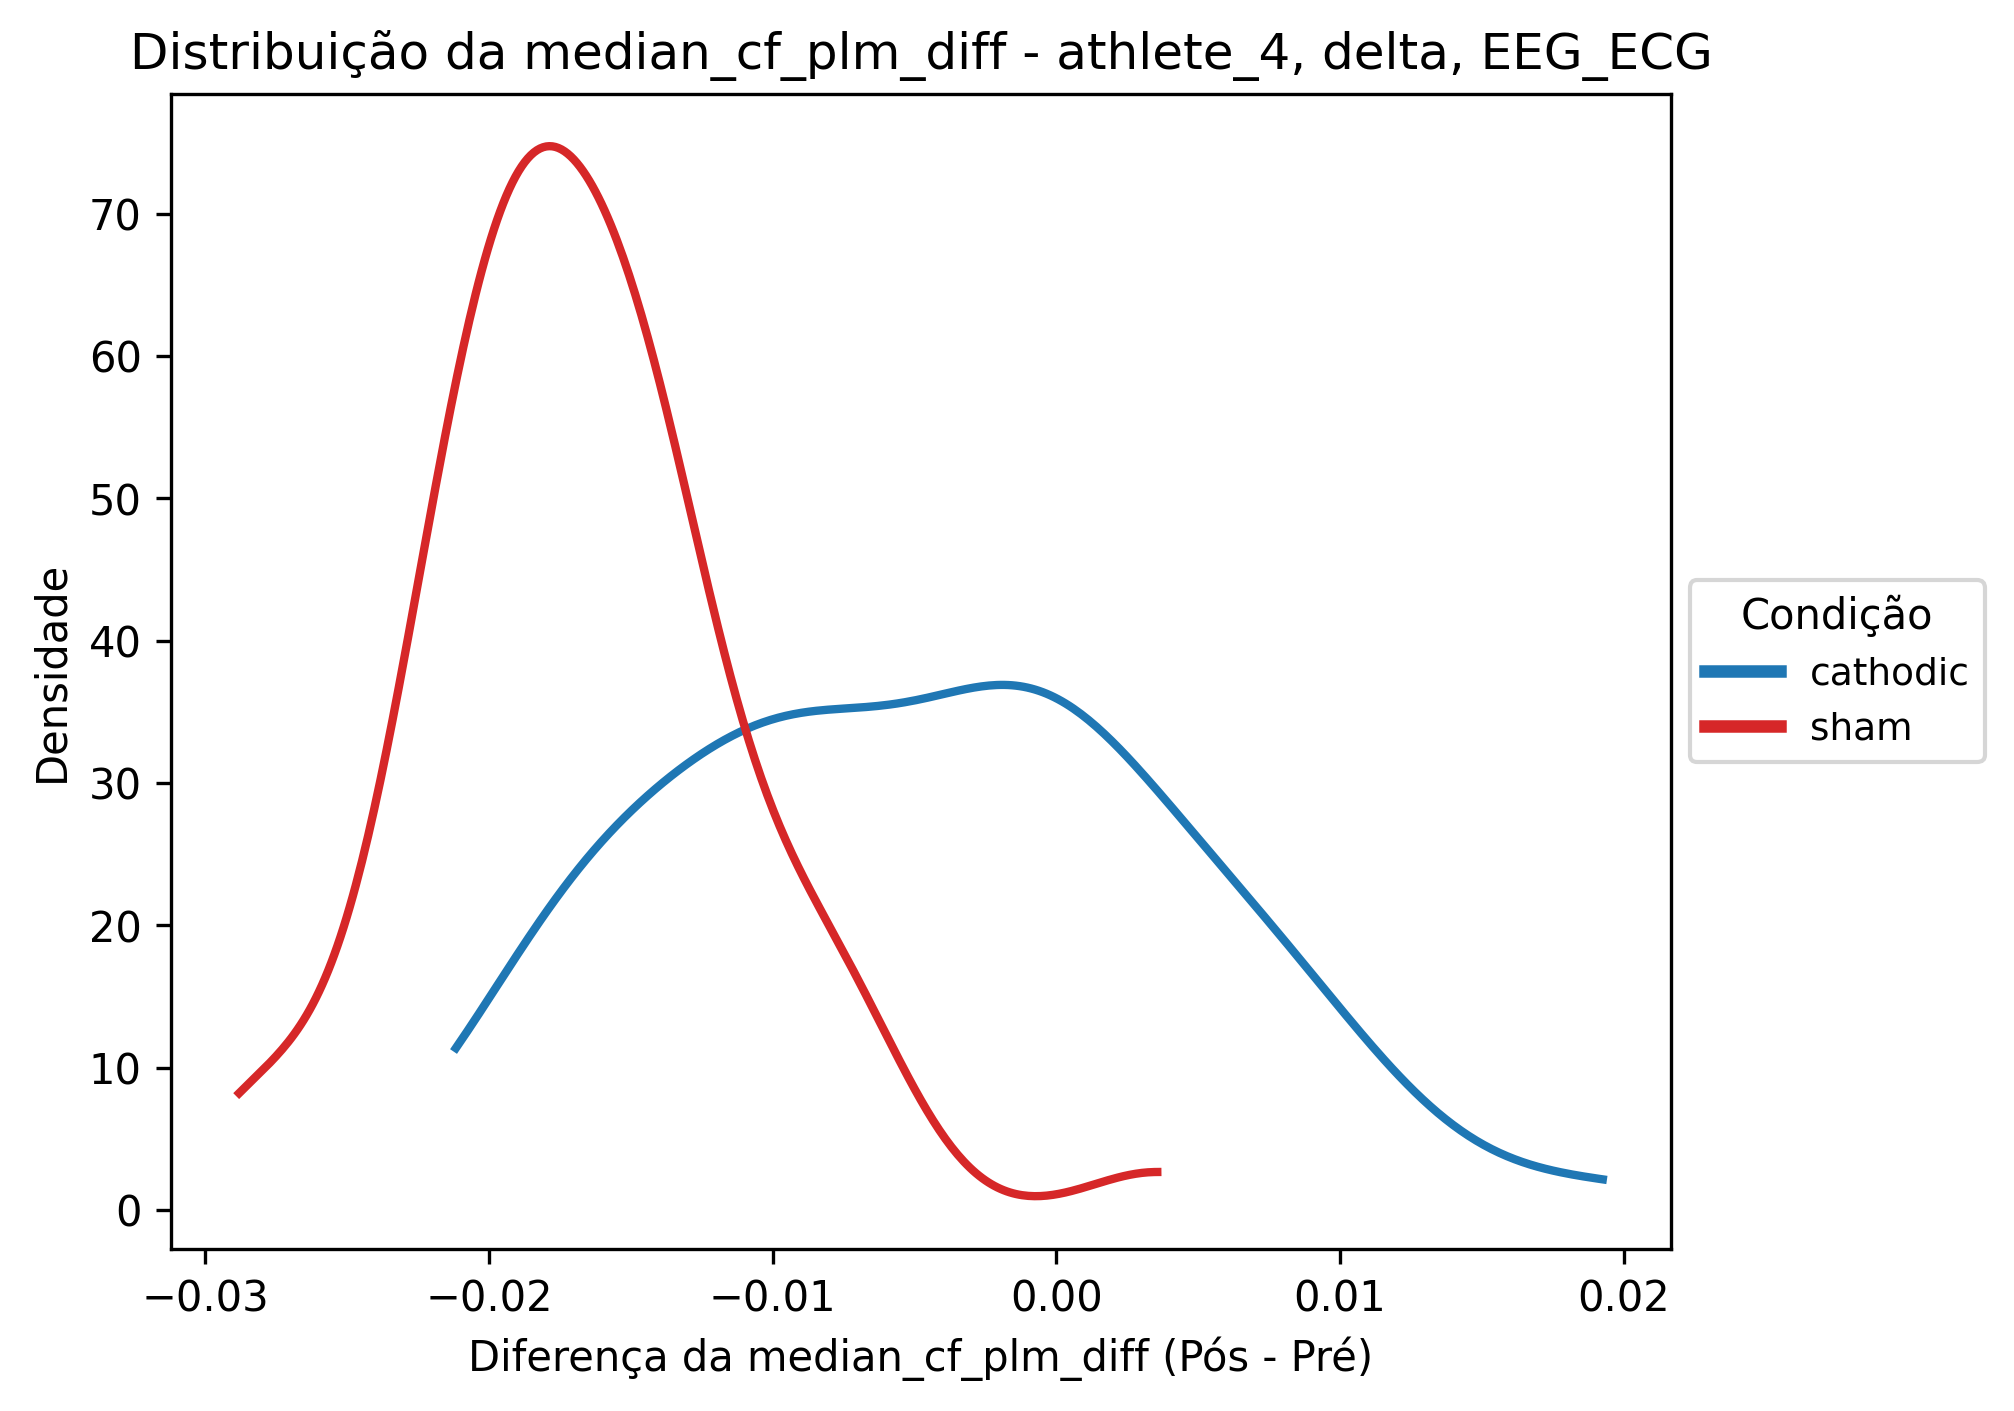 Distribuição da median_cf_plm_diff - athlete_4, delta, EEG_ECG
Densidade
70
60
50
40
30
20
10
0
−0.03
−0.02
−0.01
0.00
0.01
0.02
Diferença da median_cf_plm_diff (Pós - Pré)
Condição
cathodic
sham